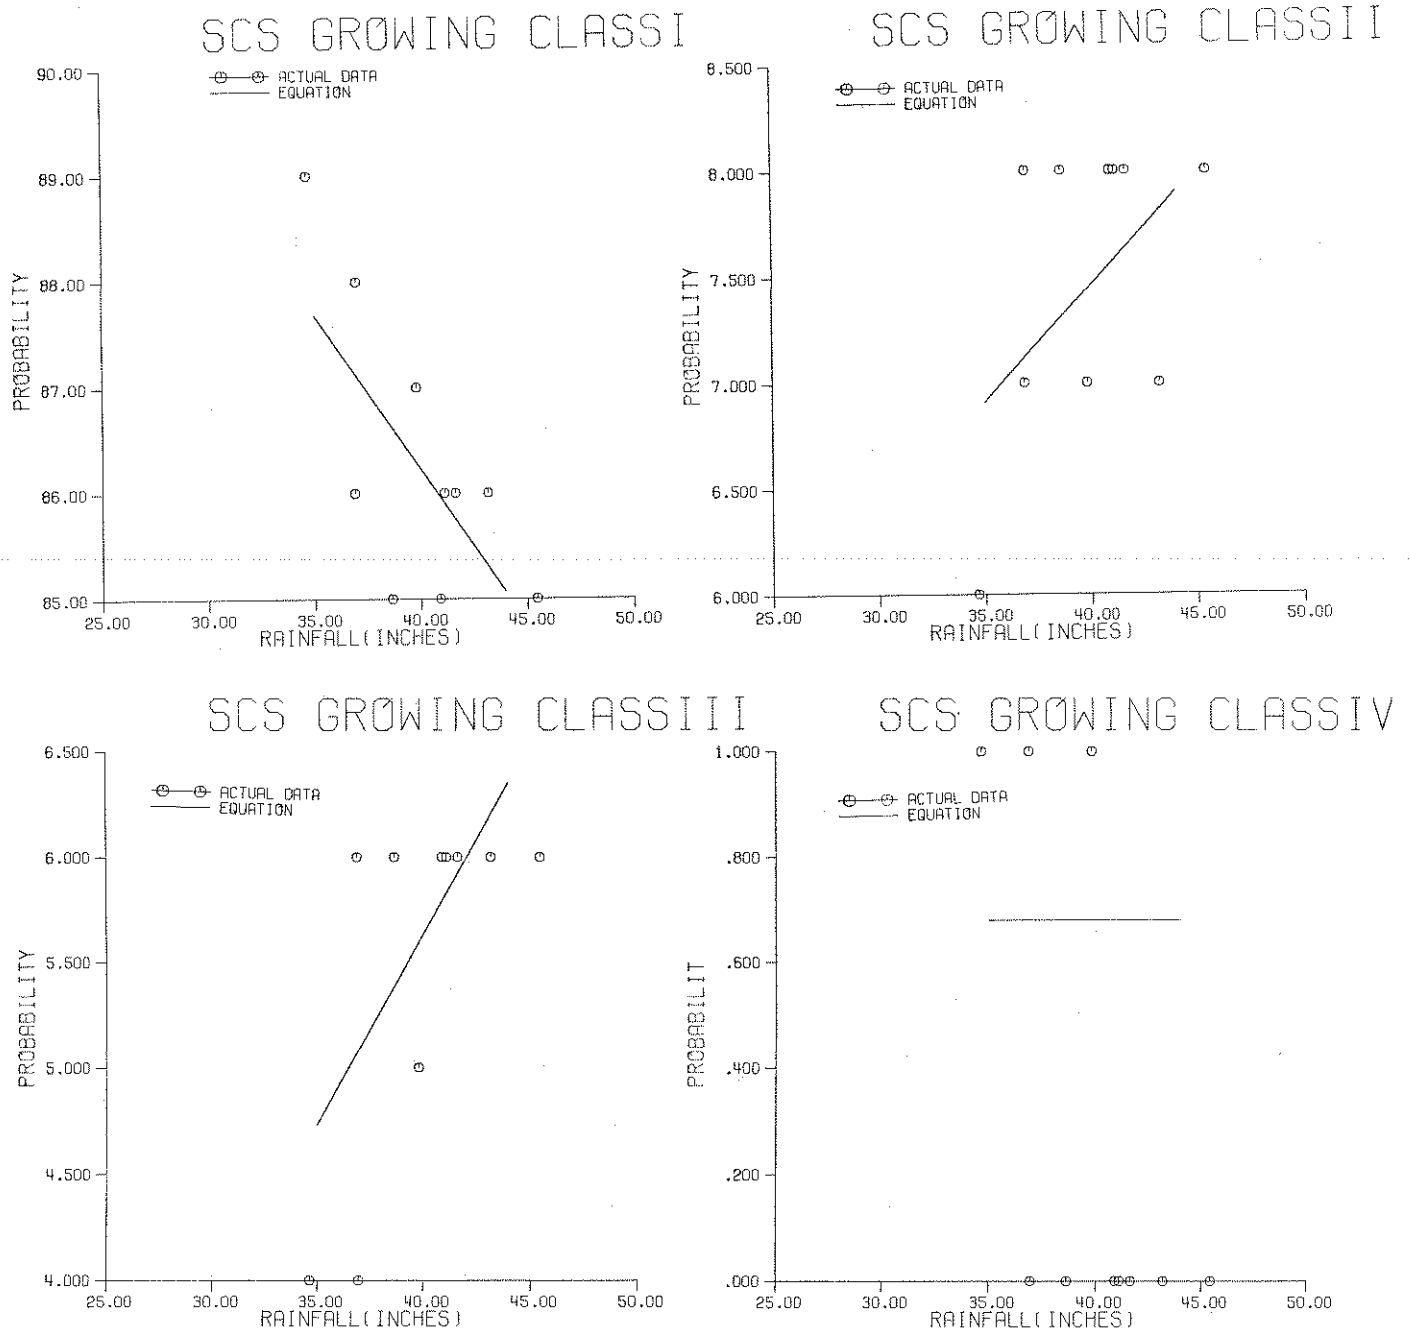 SCS GRØWING CLASSI
ACTUAL DATA
EQUATIØN
90.00
89.00
88.00
87.00
86.00
85.00
PRØBABILITY
25.00 30.00 35.00 40.00 45.00 50.00
RAINFALL(INCHES)
SCS GRØWING CLASSII
ACTUAL DATA
EQUATIØN
8.500
8.000
7.500
7.000
6.500
6.000
PRØBABILITY
25.00 30.00 35.00 40.00 45.00 50.00
RAINFALL(INCHES)
SCS GRØWING CLASSIII
ACTUAL DATA
EQUATIØN
6.500
6.000
5.500
5.000
4.500
4.000
PRØBABILITY
25.00 30.00 35.00 40.00 45.00 50.00
RAINFALL(INCHES)
SCS GRØWING CLASSIV
ACTUAL DATA
EQUATIØN
1.000
.800
.600
.400
.200
.000
PRØBABILIT
25.00 30.00 35.00 40.00 45.00 50.00
RAINFALL(INCHES)